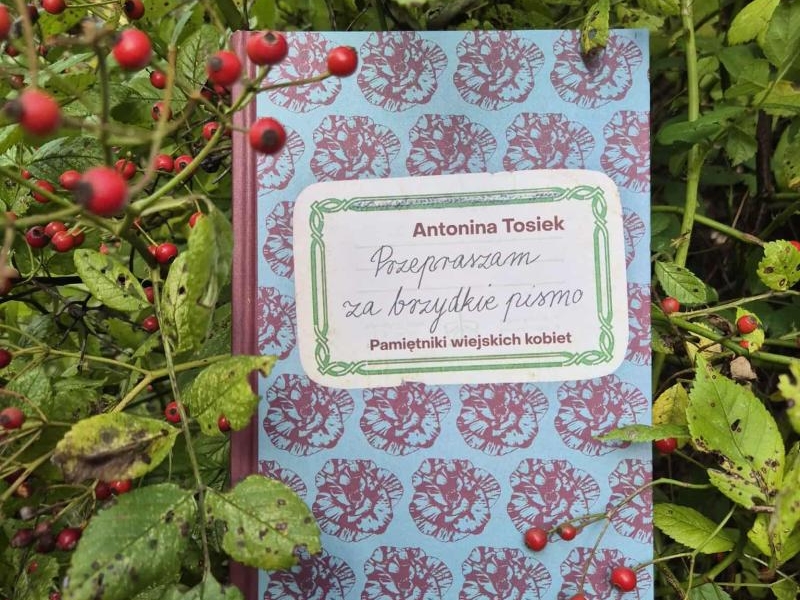 Antonina Tosiek
Przepraszam
za brzydkie pismo
Pamiętniki wiejskich kobiet